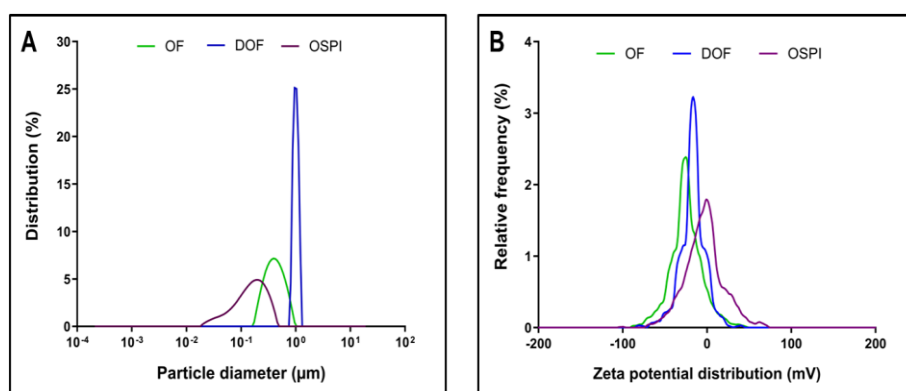 A
OF DOF OSPI
30
25
20
15
10
5
0
Distribution (%)
10⁻⁴ 10⁻³ 10⁻² 10⁻¹ 10⁰ 10¹ 10²
Particle diameter (μm)
B
OF DOF OSPI
4
3
2
1
0
Relative frequency (%)
-200 -100 0 100 200
Zeta potential distribution (mV)